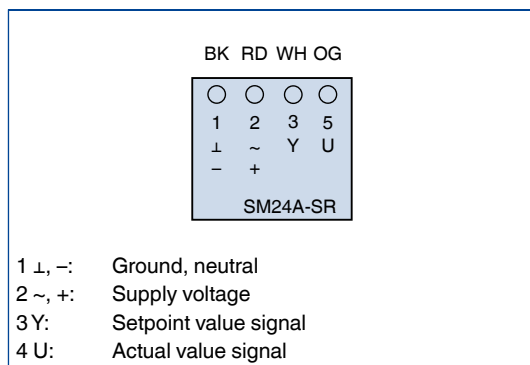 BK RD WH OG
1 2 3 5
⊥ ~ Y U
– +
SM24A-SR
1 ⊥, –: Ground, neutral
2 ~, +: Supply voltage
3 Y: Setpoint value signal
4 U: Actual value signal